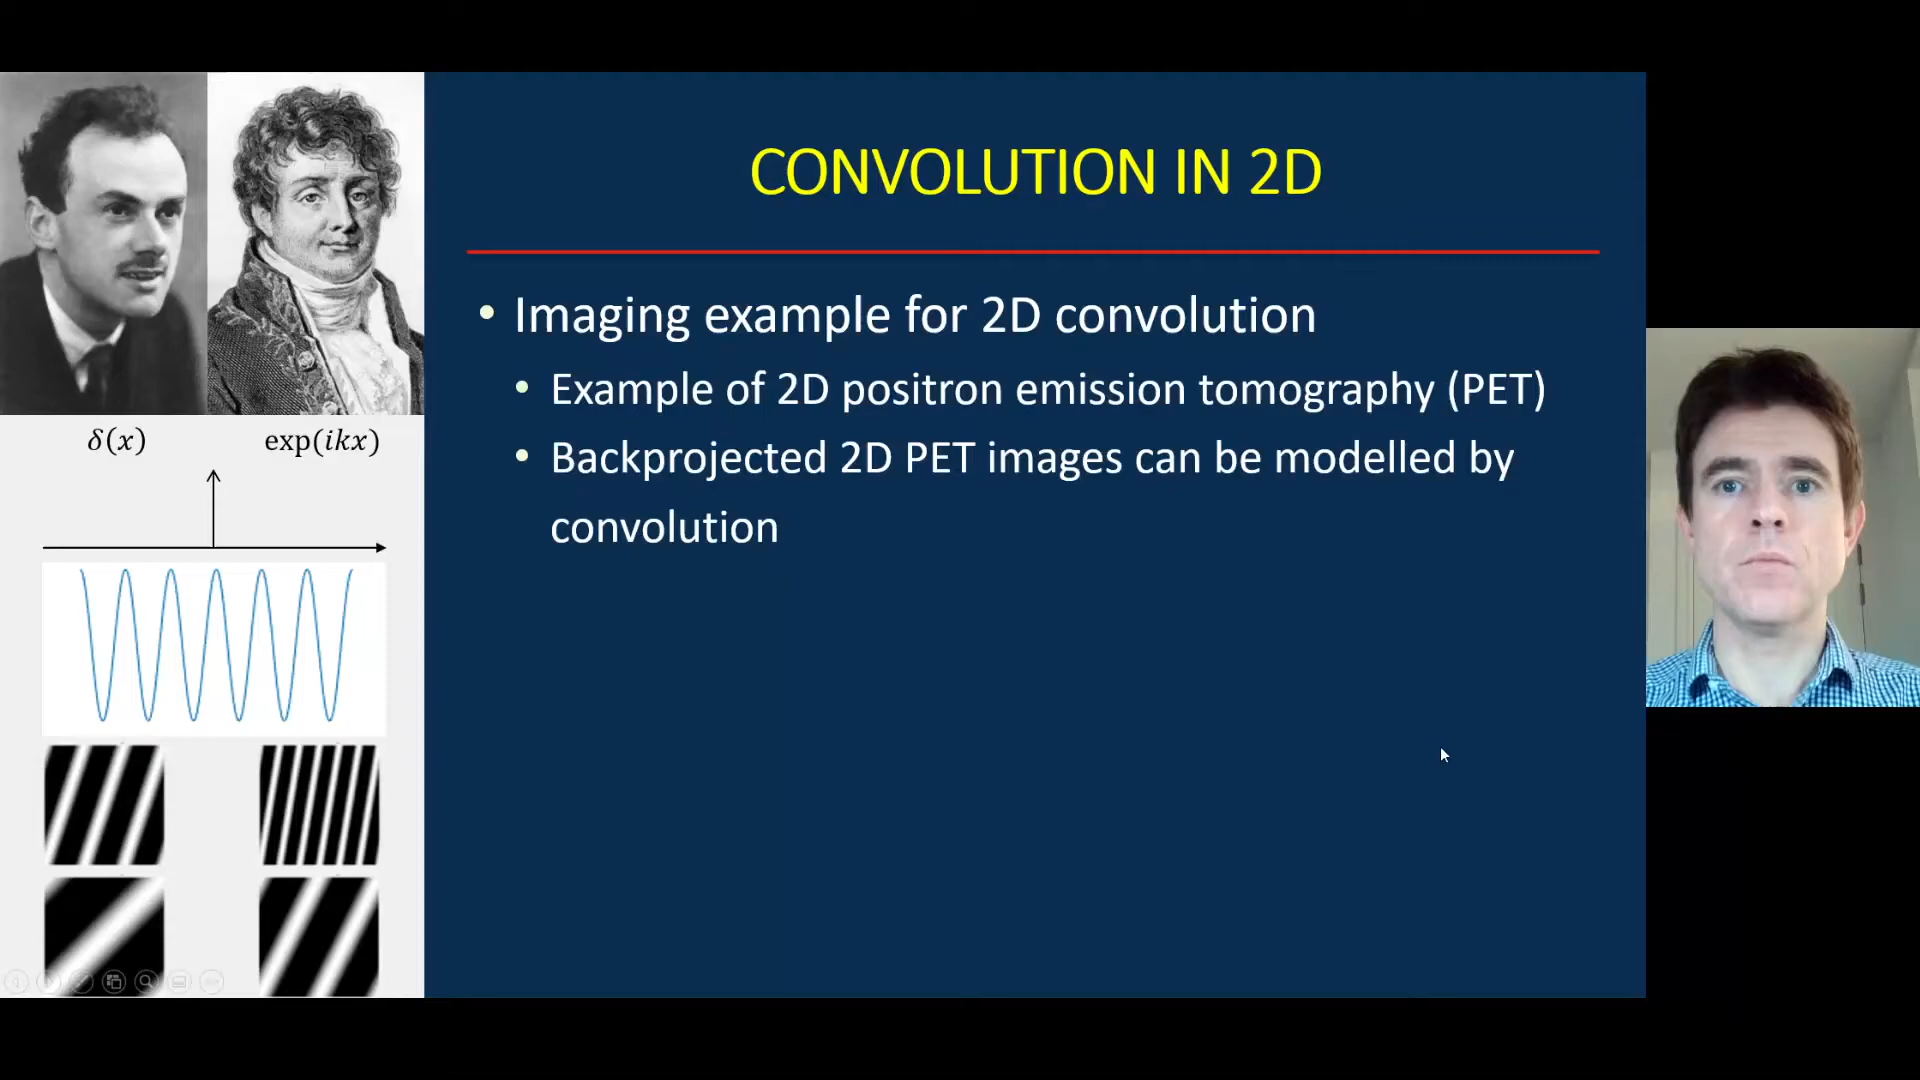 CONVOLUTION IN 2D
• Imaging example for 2D convolution
• Example of 2D positron emission tomography (PET)
• Backprojected 2D PET images can be modelled by
convolution
δ(x)
exp(ikx)